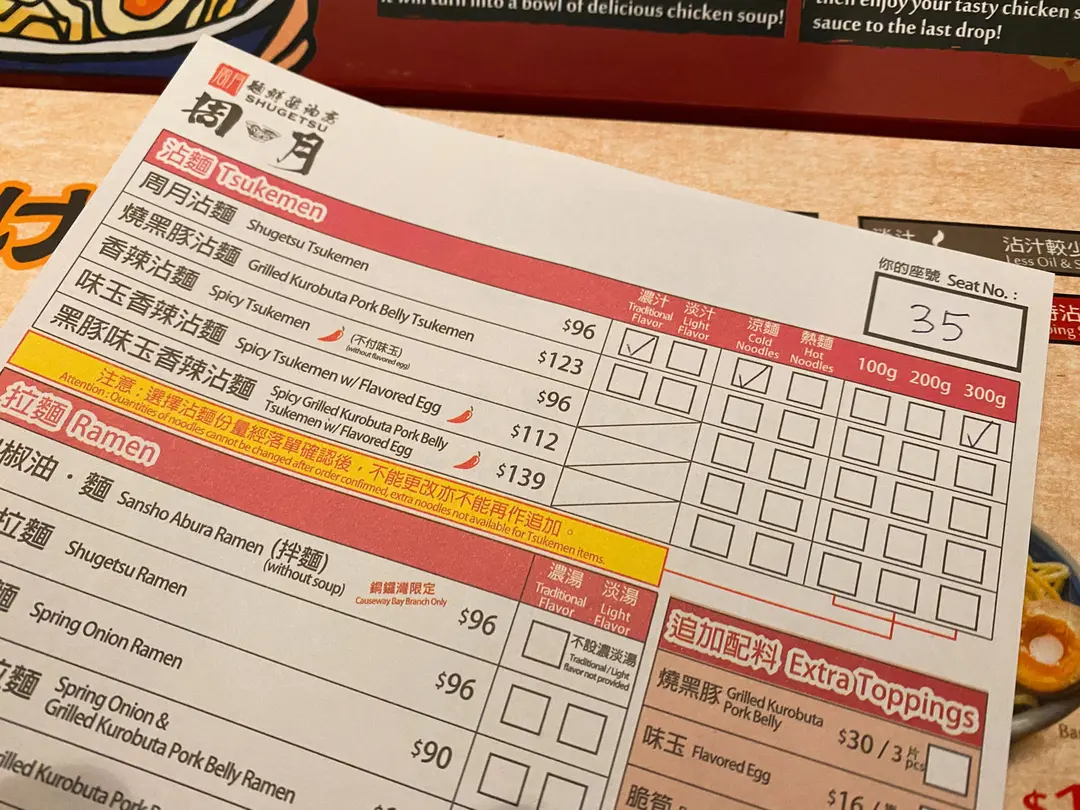 it will turn into a bowl of delicious chicken soup!
then enjoy your tasty chicken
sauce to the last drop!
周月
麵鮮醬油煮
SHUGETSU
周月
淡汁
沾汁較少
Less Oil &
你的座號 Seat No. :
35
沾麵 Tsukemen
濃汁
Traditional
Flavor
淡汁
Light
Flavor
涼麵
Cold
Noodles
熱麵
Hot
Noodles
100g 200g 300g
周月沾麵 Shugetsu Tsukemen $96
燒黑豚沾麵 Grilled Kurobuta Pork Belly Tsukemen $123
香辣沾麵 Spicy Tsukemen (不付味玉) $96
(without flavored egg)
味玉香辣沾麵 Spicy Tsukemen w/ Flavored Egg $112
黑豚味玉香辣沾麵 Spicy Grilled Kurobuta Pork Belly
Tsukemen w/ Flavored Egg $139
注意:選擇沾麵份量經落單確認後,不能更改亦不能再作追加。
Attention : Quantities of noodles cannot be changed after order confirmed, extra noodles not available for Tsukemen items.
拉麵 Ramen
濃湯
Traditional
Flavor
淡湯
Light
Flavor
椒油・麵 Sansho Abura Ramen (拌麵)
(without soup)
銅鑼灣限定
Causeway Bay Branch Only
$96
不設濃淡湯
Traditional / Light
flavor not provided
拉麵 Shugetsu Ramen $96
麵 Spring Onion Ramen $90
拉麵 Spring Onion &
Grilled Kurobuta Pork Belly Ramen
Grilled Kurobuta Pork
追加配料 Extra Toppings
燒黑豚 Grilled Kurobuta
Pork Belly
$30 / 3 片
pcs
味玉 Flavored Egg $16 /
脆筍